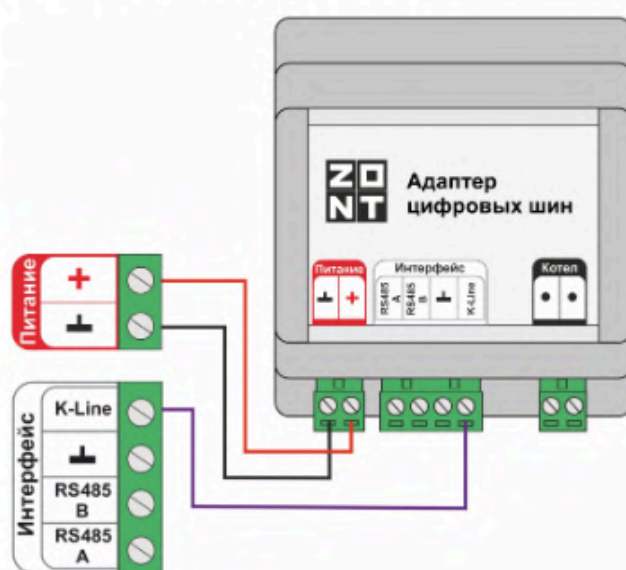 ZONT
Адаптер
цифровых шин
Питание
+
Интерфейс
RS485
A
RS485
B
K-Line
Котел
Питание
+
Интерфейс
K-Line
RS485
B
RS485
A